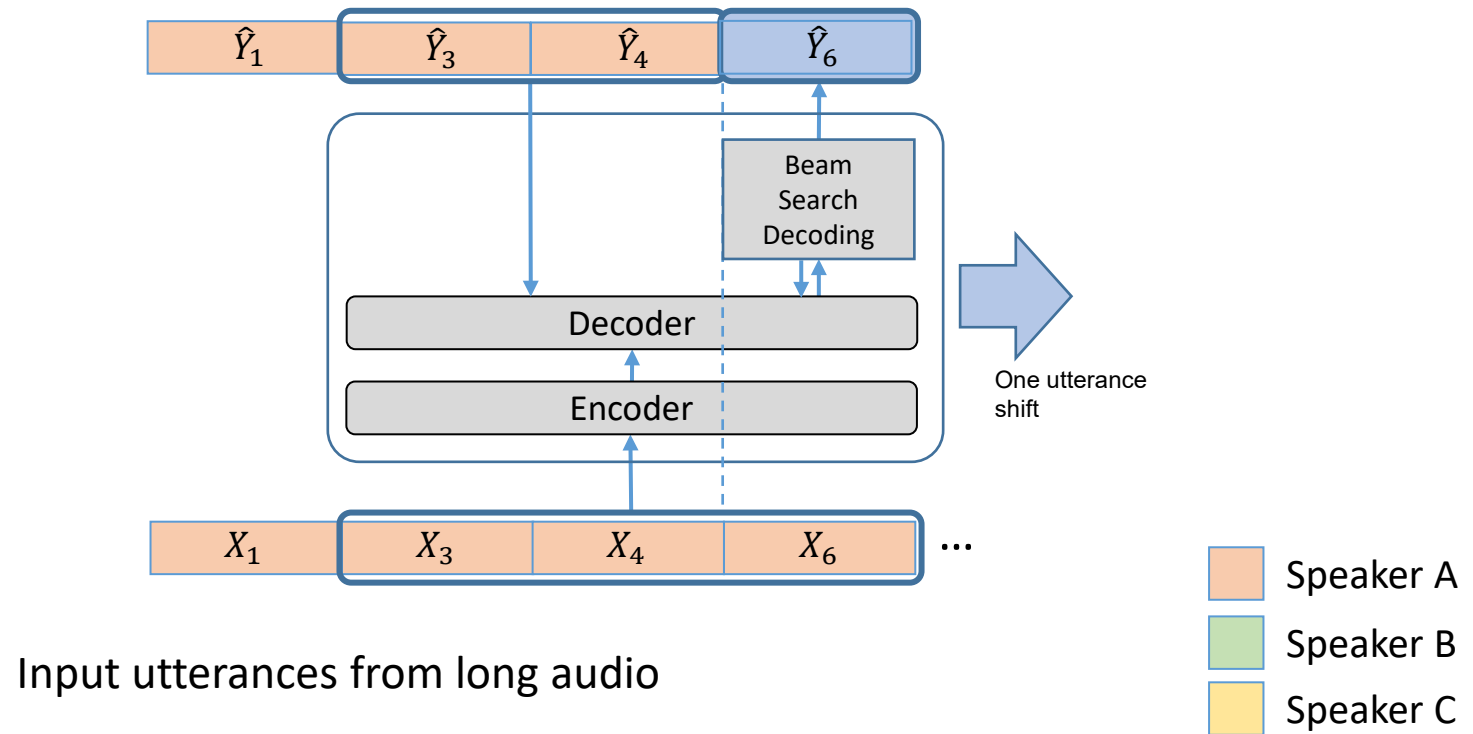 Ŷ₁ Ŷ₃ Ŷ₄ Ŷ₆
Beam
Search
Decoding
Decoder
Encoder
One utterance
shift
X₁ X₃ X₄ X₆ ...
Speaker A
Speaker B
Speaker C
Input utterances from long audio